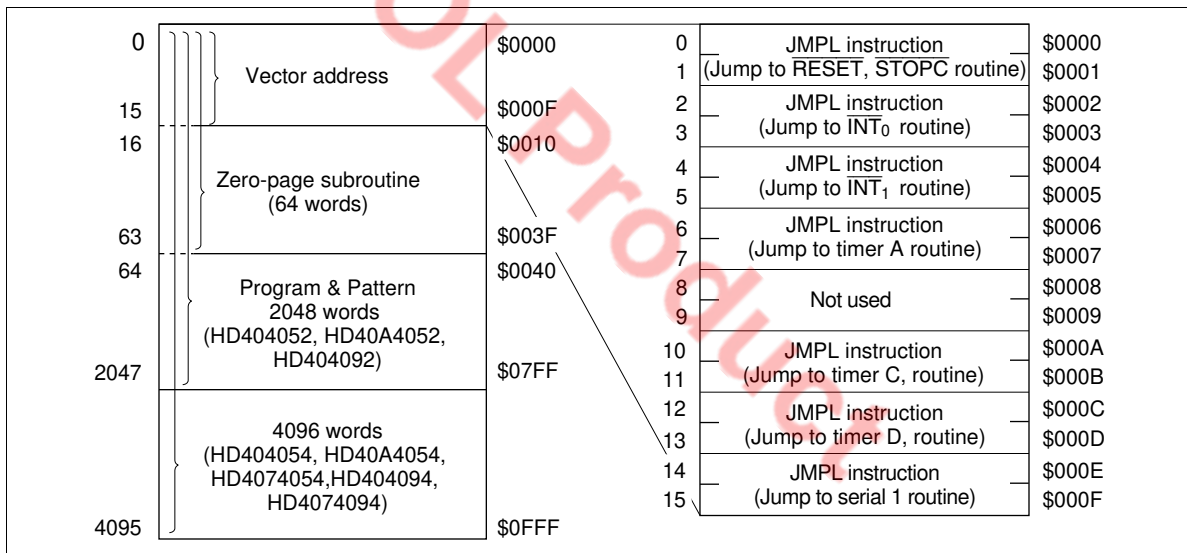 0
$0000
Vector address
15
$000F
16
$0010
Zero-page subroutine
(64 words)
63
$003F
64
$0040
Program & Pattern
2048 words
(HD404052, HD40A4052,
HD404092)
2047
$07FF
4096 words
(HD404054, HD40A4054,
HD4074054,HD404094,
HD4074094)
4095
$0FFF
0
JMPL instruction
$0000
1
(Jump to RESET, STOPC routine)
$0001
2
JMPL instruction
$0002
3
(Jump to INT0 routine)
$0003
4
JMPL instruction
$0004
5
(Jump to INT1 routine)
$0005
6
JMPL instruction
$0006
7
(Jump to timer A routine)
$0007
8
$0008
Not used
9
$0009
10
JMPL instruction
$000A
11
(Jump to timer C, routine)
$000B
12
JMPL instruction
$000C
13
(Jump to timer D, routine)
$000D
14
JMPL instruction
$000E
15
(Jump to serial 1 routine)
$000F
OL Product